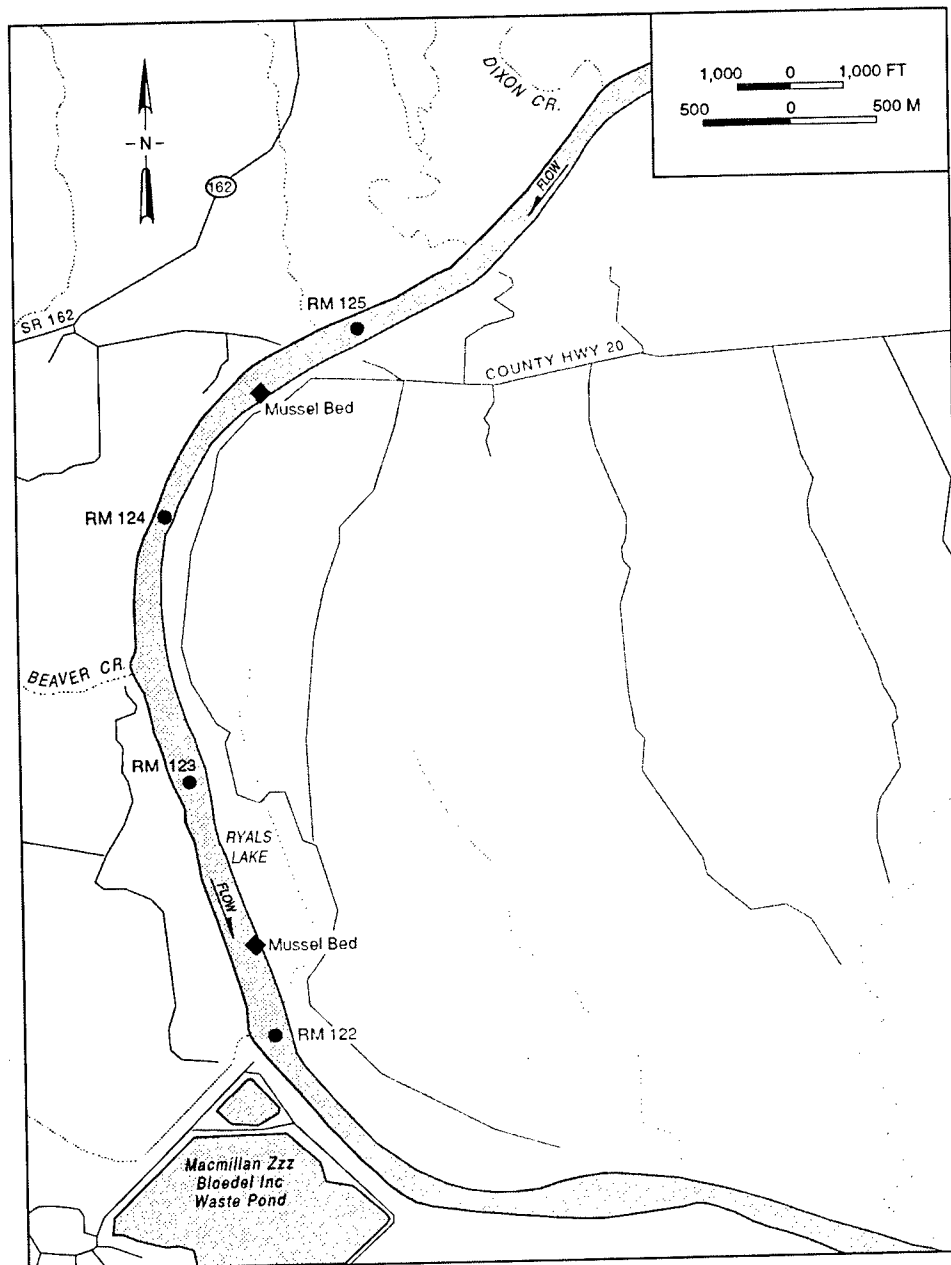 DIXON CR.
1,000 0 1,000 FT
500 0 500 M
-N-
162
FLOW
SR 162
RM 125
COUNTY HWY 20
Mussel Bed
RM 124
BEAVER CR.
RM 123
RYALS
LAKE
FLOW
Mussel Bed
RM 122
Macmillan Zzz
Bloedel Inc
Waste Pond